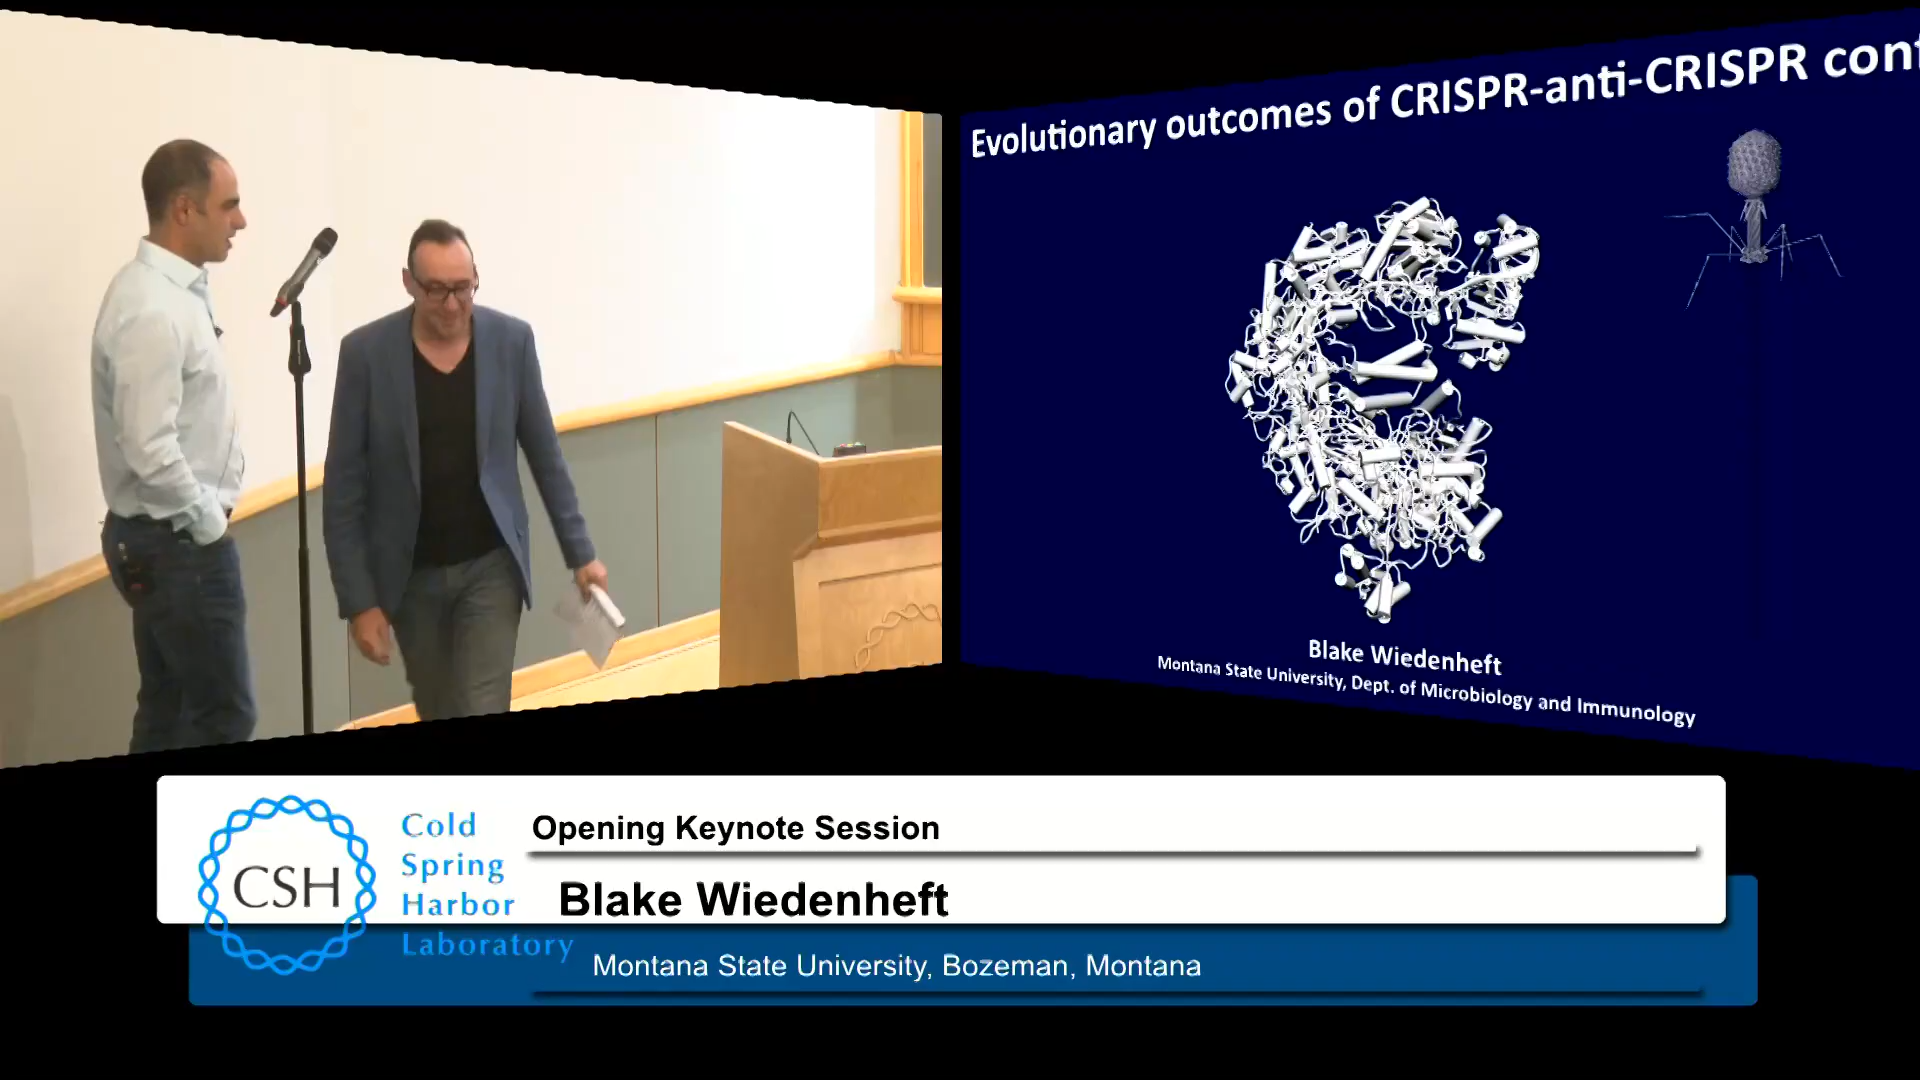 Evolutionary outcomes of CRISPR-anti-CRISPR
Blake Wiedenheft
Montana State University, Dept. of Microbiology and Immunology
CSH
Cold
Spring
Harbor
Laboratory
Opening Keynote Session
Blake Wiedenheft
Montana State University, Bozeman, Montana